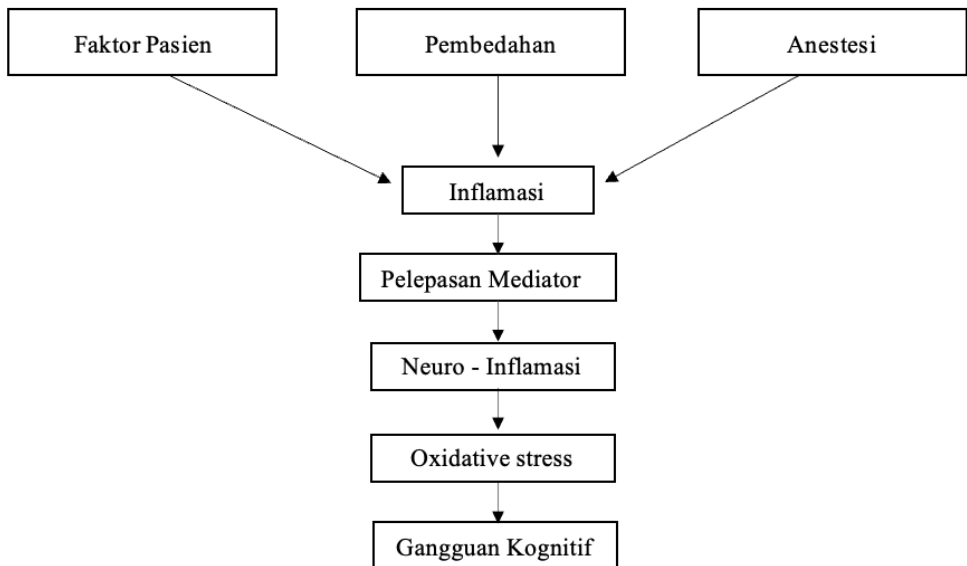 Faktor Pasien
Pembedahan
Anestesi
Inflamasi
Pelepasan Mediator
Neuro - Inflamasi
Oxidative stress
Gangguan Kognitif